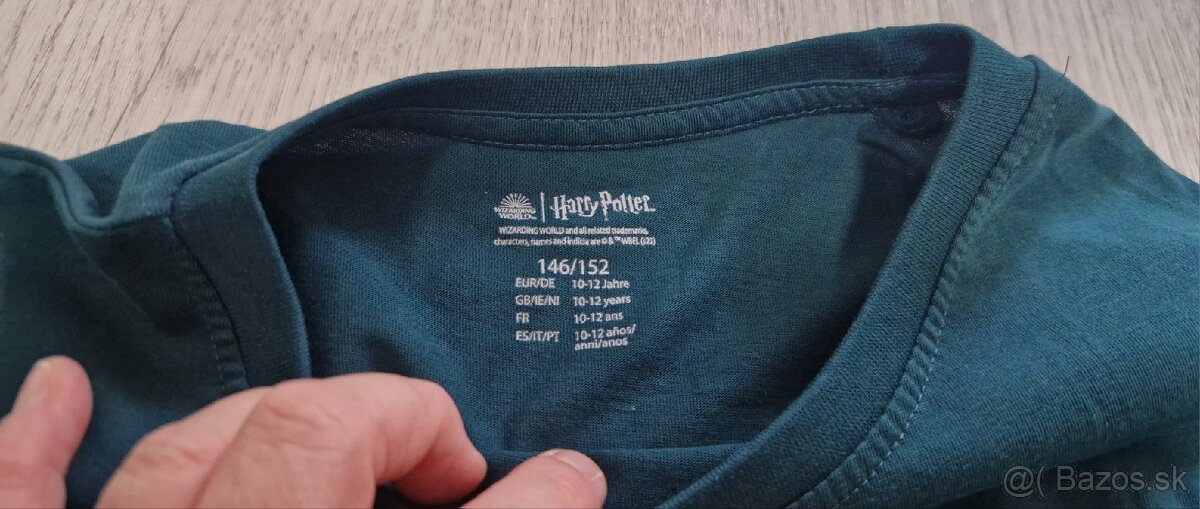 WIZARDING WORLD | Harry Potter
WIZARDING WORLD and all related trademarks,
characters, names and indicia are © & ™ WBEI. (s22)
146/152
EUR/DE 10-12 Jahre
GB/IE/NI 10-12 years
FR 10-12 ans
ES/IT/PT 10-12 años/
anni/anos
@( Bazos.sk